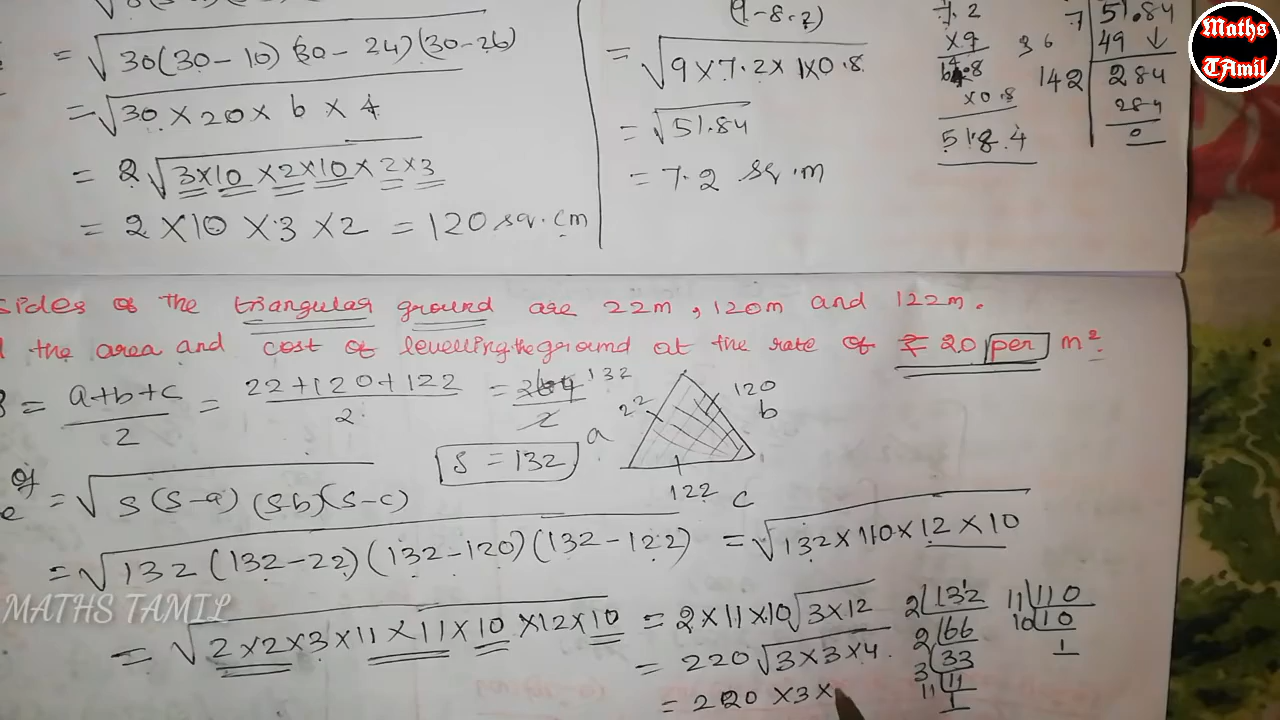 = √30(30-10)(30-24)(30-26)
= √30 × 20 × 6 × 4
= 2 √3×10 ×2×10 × 2×3
= 2 × 10 × 3 × 2 = 120 sq.cm
(9-8.2)
= √9 × 7.2 × 1 × 0.8
= √51.84
= 7.2 sq.m
7.2
×9
64.8
×0.8
518.4
36
7 51.84
49 ↓
142 284
284
0
Maths
TAmil
sides of the triangular ground are 22m, 120m and 122m.
the area and cost of levelling the ground at the rate of ₹ 20 per m²
= a+b+c/2 = 22+120+122/2 = 264/2 132
S = 132
22 a
120
b
122 c
of = √s(s-a)(s-b)(s-c)
= √132 (132-22)(132-120)(132-122) = √132×110×12×10
MATHS TAMIL
= √2×2×3×11×11×10×12×10 = 2×11×10√3×12
= 220 √3×3×4
= 220 ×3×
2 132
2 66
3 33
11 11
1
11 110
10 10
1